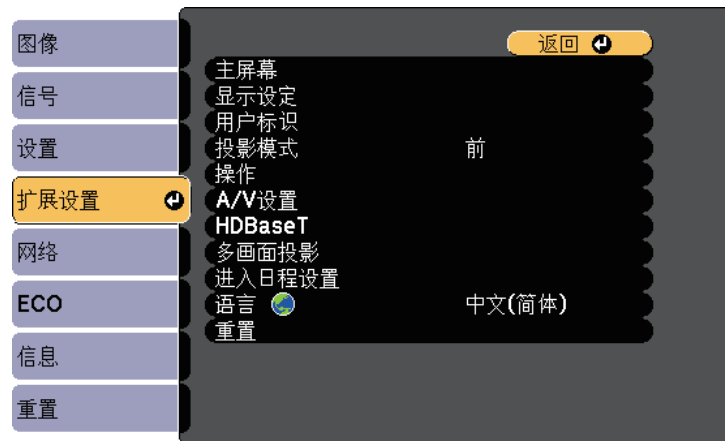 图像
信号
设置
扩展设置
网络
ECO
信息
重置
返回
主屏幕
显示设定
用户标识
投影模式 前
操作
A/V设置
HDBaseT
多画面投影
进入日程设置
语言 中文(简体)
重置